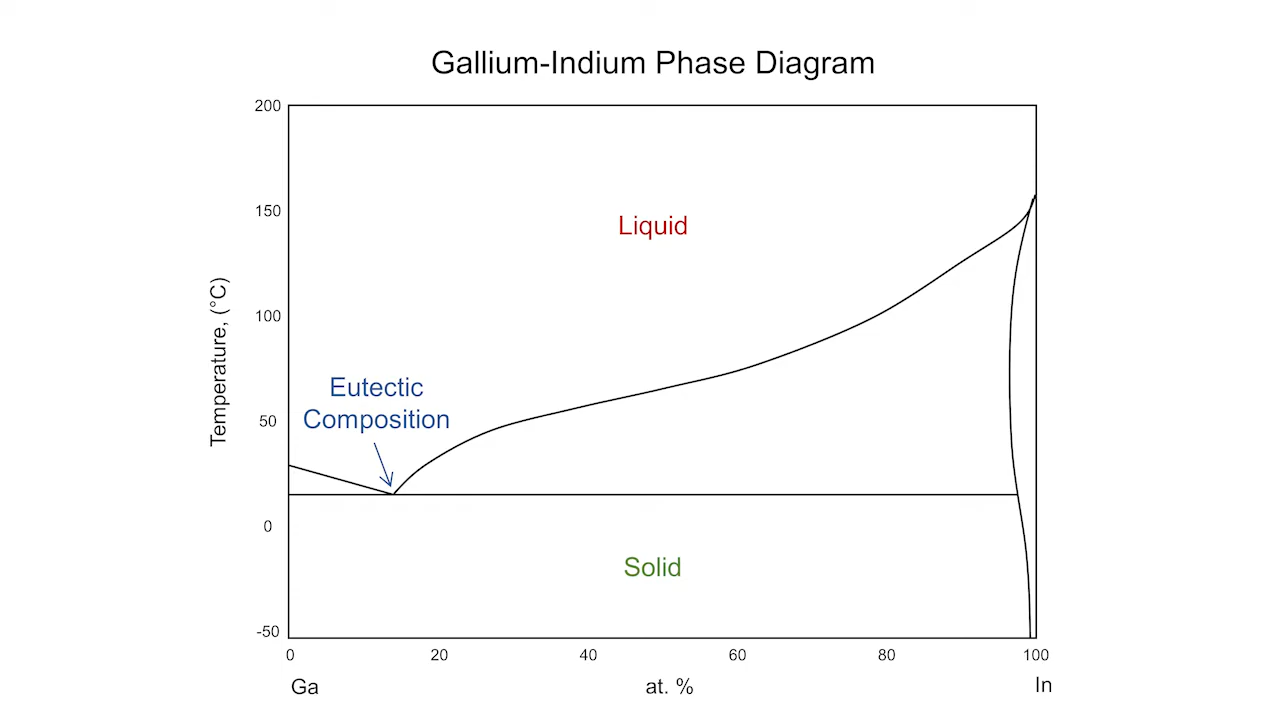 Gallium-Indium Phase Diagram
200
150
100
50
0
-50
Temperature, (°C)
Liquid
Eutectic
Composition
Solid
0 20 40 60 80 100
Ga at. % In